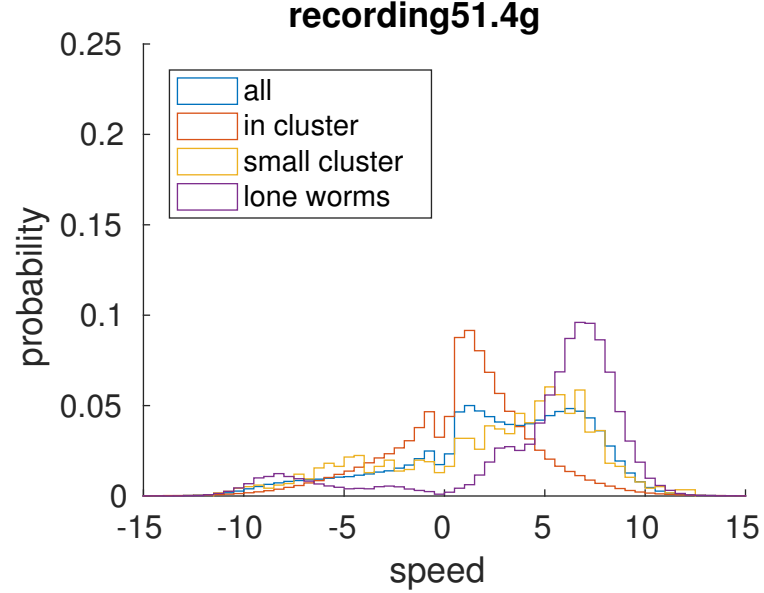 recording51.4g
0.25
0.2
0.15
0.1
0.05
0
probability
all
in cluster
small cluster
lone worms
-15 -10 -5 0 5 10 15
speed